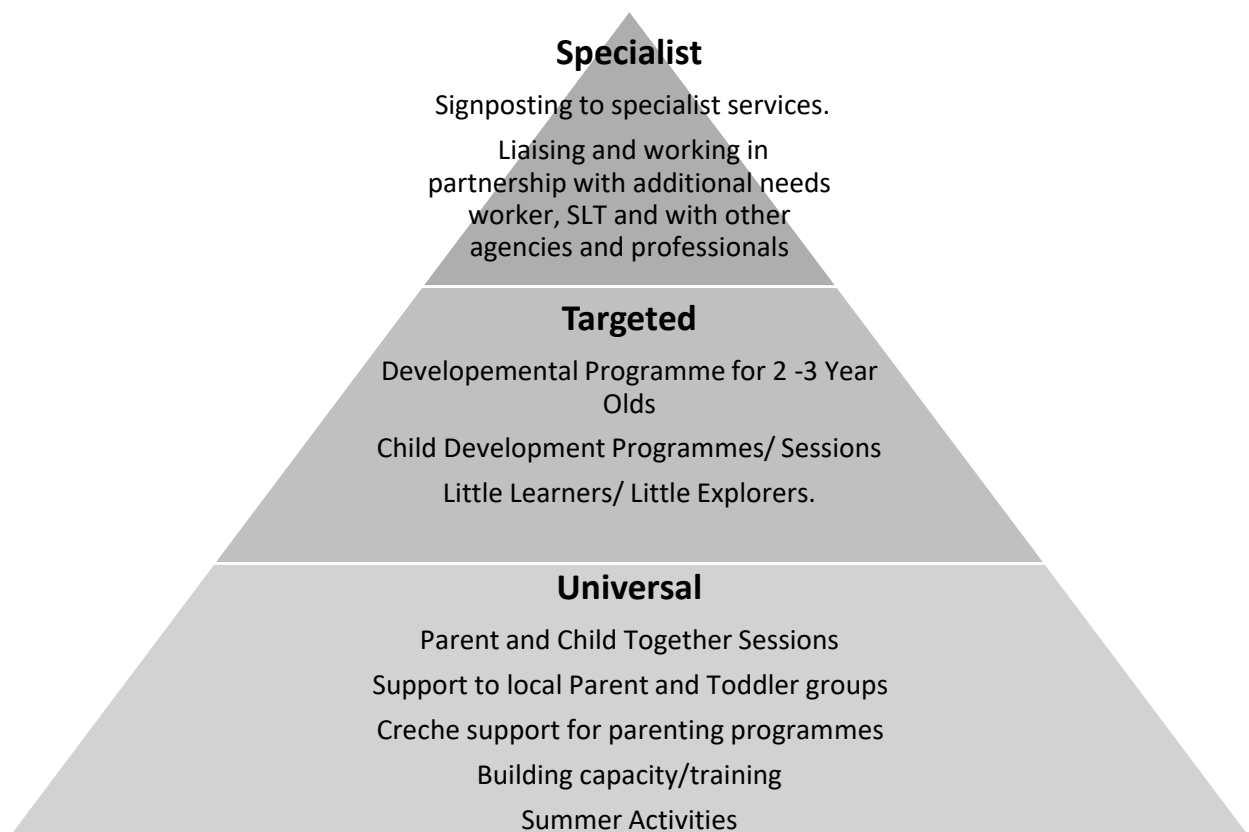 Specialist
Signposting to specialist services.
Liaising and working in
partnership with additional needs
worker, SLT and with other
agencies and professionals
Targeted
Developemental Programme for 2 -3 Year
Olds
Child Development Programmes/ Sessions
Little Learners/ Little Explorers.
Universal
Parent and Child Together Sessions
Support to local Parent and Toddler groups
Creche support for parenting programmes
Building capacity/training
Summer Activities